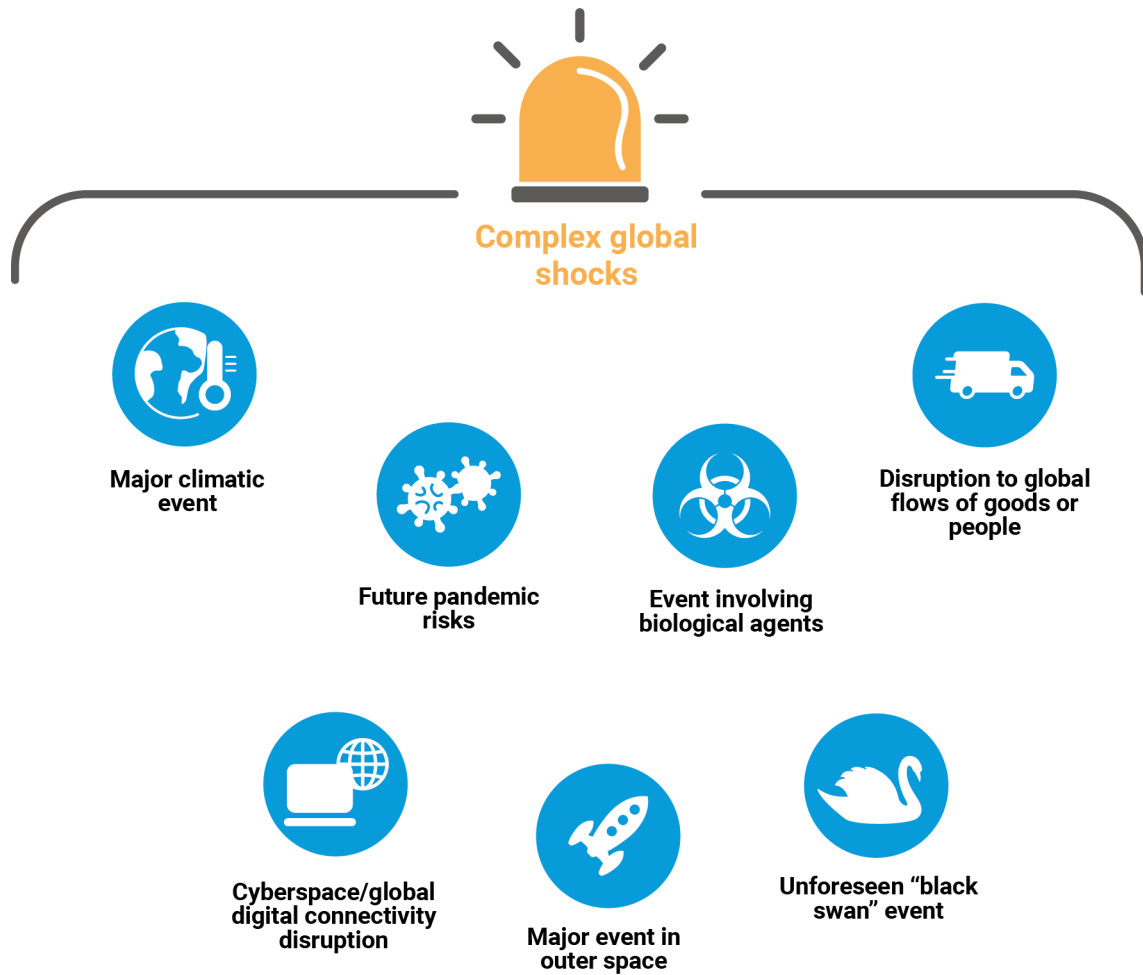 Complex global
shocks
Major climatic
event
Future pandemic
risks
Event involving
biological agents
Disruption to global
flows of goods or
people
Cyberspace/global
digital connectivity
disruption
Major event in
outer space
Unforeseen “black
swan” event